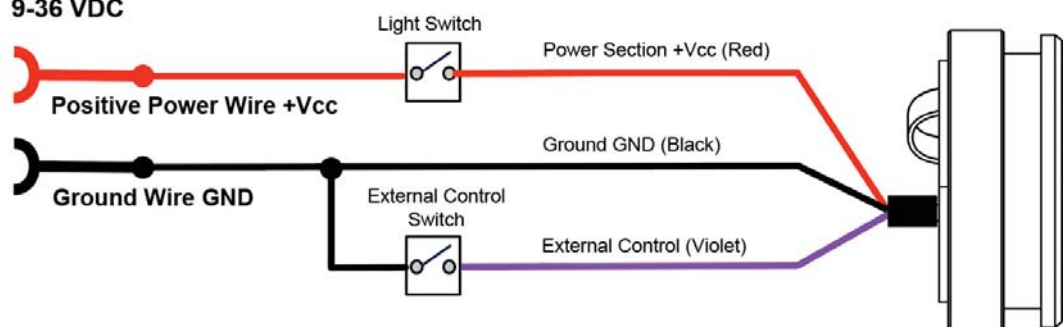 9-36 VDC
Light Switch
Power Section +Vcc (Red)
Positive Power Wire +Vcc
Ground GND (Black)
Ground Wire GND
External Control
Switch
External Control (Violet)